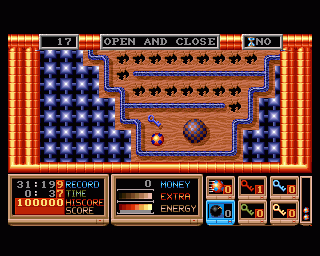 17 OPEN AND CLOSE NO
31:199 RECORD
0:37 TIME
100000 HISCORE
SCORE
0 MONEY
EXTRA
ENERGY
0 1 0
0 0 0